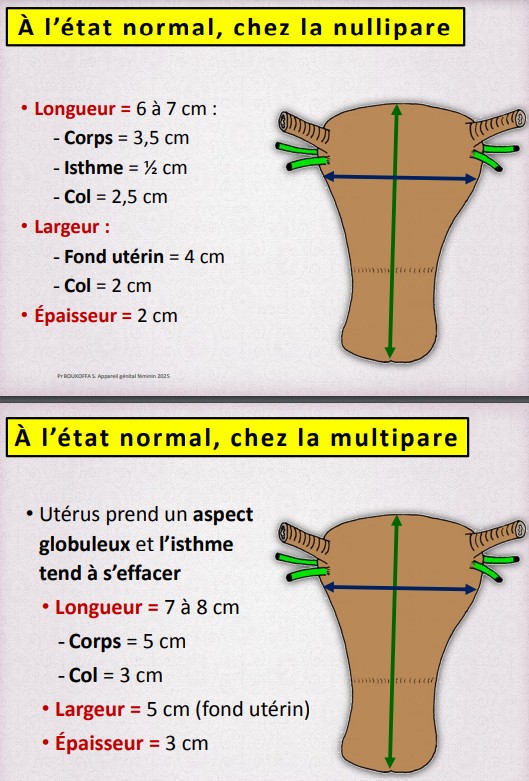 À l’état normal, chez la nullipare
• Longueur = 6 à 7 cm :
- Corps = 3,5 cm
- Isthme = ½ cm
- Col = 2,5 cm
• Largeur :
- Fond utérin = 4 cm
- Col = 2 cm
• Épaisseur = 2 cm
Pr BOUKOFFA S. Appareil génital féminin 2025
À l’état normal, chez la multipare
• Utérus prend un aspect
globuleux et l’isthme
tend à s’effacer
• Longueur = 7 à 8 cm
- Corps = 5 cm
- Col = 3 cm
• Largeur = 5 cm (fond utérin)
• Épaisseur = 3 cm